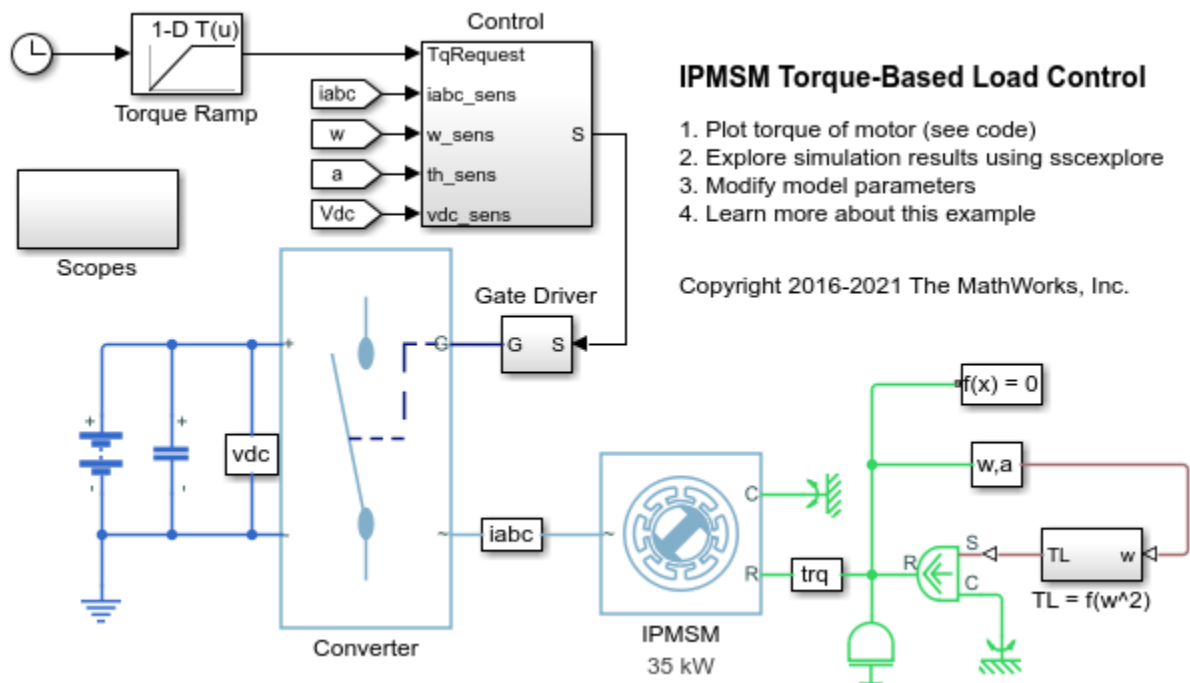 Control
1-D T(u)
Torque Ramp
TqRequest
iabc
iabc_sens
w
w_sens
S
a
th_sens
Vdc
vdc_sens
IPMSM Torque-Based Load Control
1. Plot torque of motor (see code)
2. Explore simulation results using sscexplore
3. Modify model parameters
4. Learn more about this example
Copyright 2016-2021 The MathWorks, Inc.
Scopes
Gate Driver
+
G
G
S
f(x) = 0
+
+
vdc
w,a
-
-
-
~
iabc
~
C
R
trq
R
S
C
TL
w
TL = f(w^2)
Converter
IPMSM
35 kW